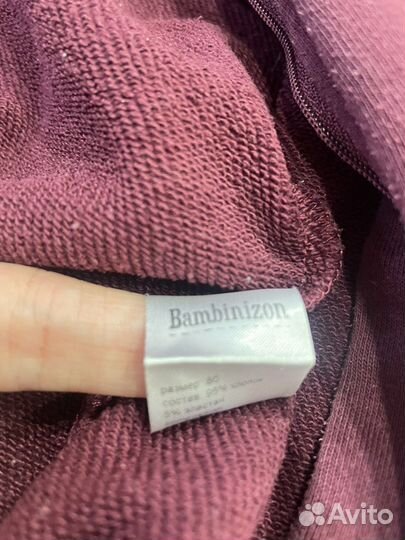 Bambinizon
размер 80
состав 95% хлопок
5% эластан
Avito